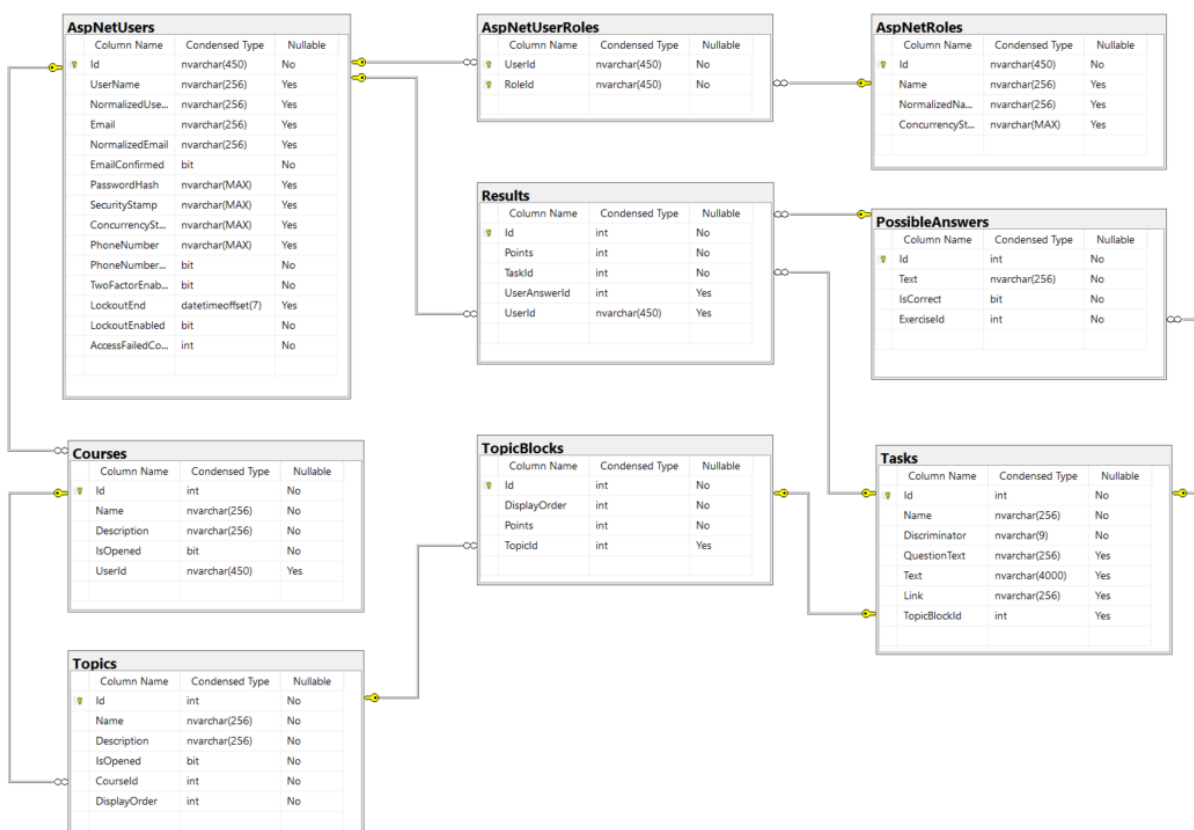 AspNetUsers
Column Name Condensed Type Nullable
Id nvarchar(450) No
UserName nvarchar(256) Yes
NormalizedUse... nvarchar(256) Yes
Email nvarchar(256) Yes
NormalizedEmail nvarchar(256) Yes
EmailConfirmed bit No
PasswordHash nvarchar(MAX) Yes
SecurityStamp nvarchar(MAX) Yes
ConcurrencySt... nvarchar(MAX) Yes
PhoneNumber nvarchar(MAX) Yes
PhoneNumber... bit No
TwoFactorEnab... bit No
LockoutEnd datetimeoffset(7) Yes
LockoutEnabled bit No
AccessFailedCo... int No
AspNetUserRoles
Column Name Condensed Type Nullable
UserId nvarchar(450) No
RoleId nvarchar(450) No
AspNetRoles
Column Name Condensed Type Nullable
Id nvarchar(450) No
Name nvarchar(256) Yes
NormalizedNa... nvarchar(256) Yes
ConcurrencySt... nvarchar(MAX) Yes
Results
Column Name Condensed Type Nullable
Id int No
Points int No
TaskId int No
UserAnswerId int Yes
UserId nvarchar(450) Yes
PossibleAnswers
Column Name Condensed Type Nullable
Id int No
Text nvarchar(256) No
IsCorrect bit No
ExerciseId int No
Courses
Column Name Condensed Type Nullable
Id int No
Name nvarchar(256) No
Description nvarchar(256) No
IsOpened bit No
UserId nvarchar(450) Yes
TopicBlocks
Column Name Condensed Type Nullable
Id int No
DisplayOrder int No
Points int No
TopicId int Yes
Tasks
Column Name Condensed Type Nullable
Id int No
Name nvarchar(256) No
Discriminator nvarchar(9) No
QuestionText nvarchar(256) Yes
Text nvarchar(4000) Yes
Link nvarchar(256) Yes
TopicBlockId int Yes
Topics
Column Name Condensed Type Nullable
Id int No
Name nvarchar(256) No
Description nvarchar(256) No
IsOpened bit No
CourseId int No
DisplayOrder int No